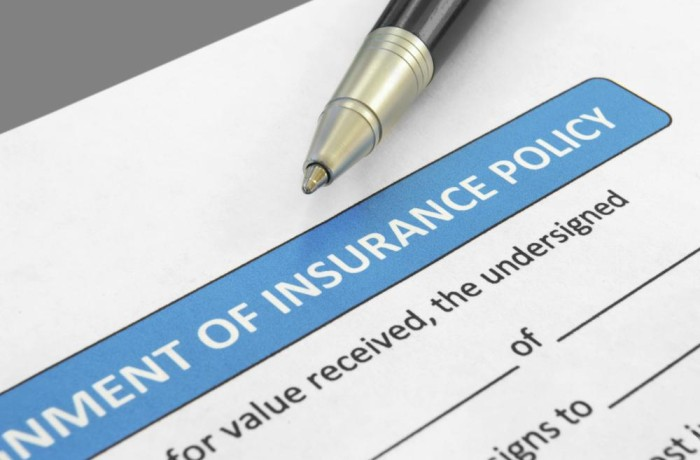 NMENT OF INSURANCE POLICY
for value received, the undersigned
of
signs to